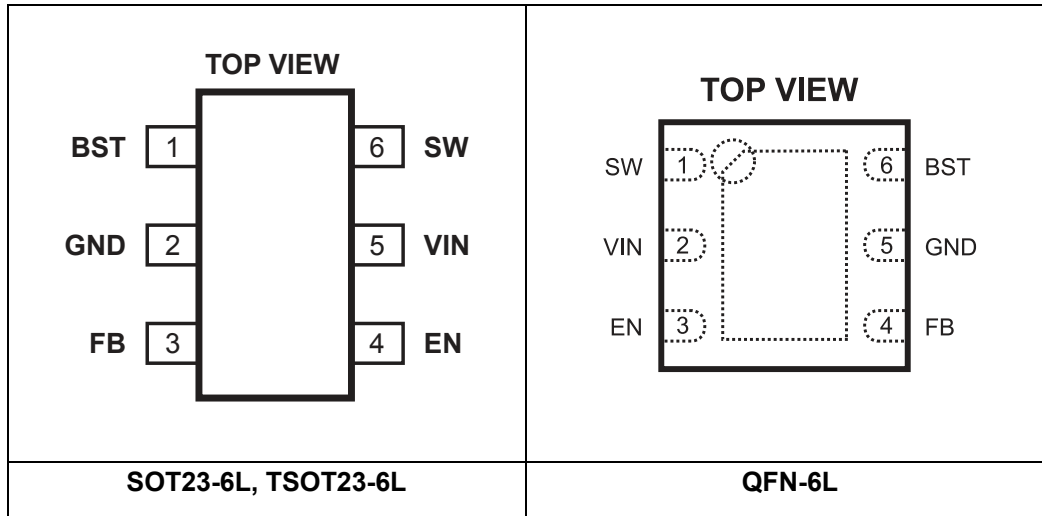 TOP VIEW
BST 1 6 SW
GND 2 5 VIN
FB 3 4 EN
SOT23-6L, TSOT23-6L
TOP VIEW
SW 1 6 BST
VIN 2 5 GND
EN 3 4 FB
QFN-6L